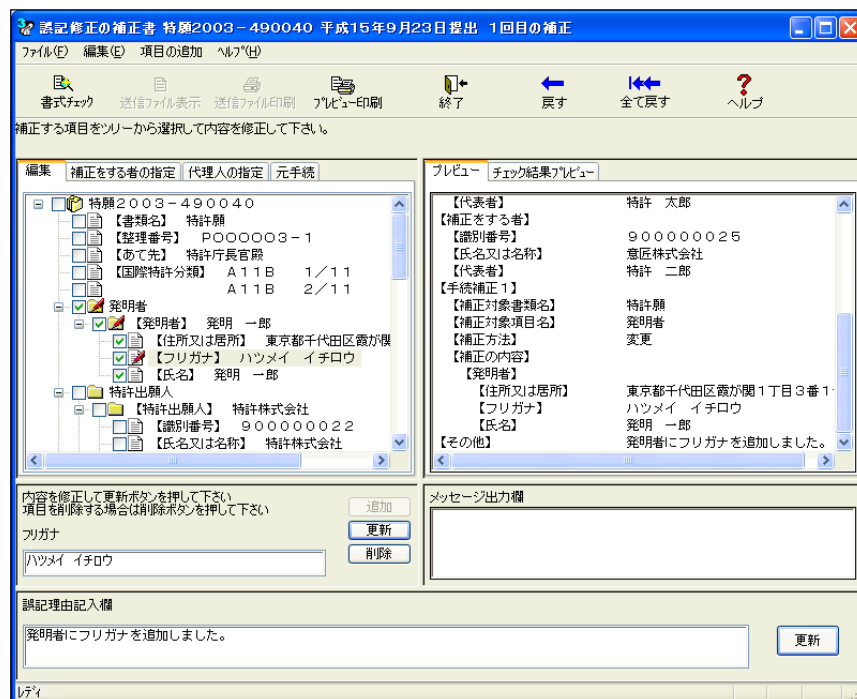 誤記修正の補正書 特願2003－490040 平成15年9月23日提出 1回目の補正
ファイル(F) 編集(E) 項目の追加 ヘルプ(H)
書式チェック 送信ファイル表示 送信ファイル印刷 プレビュー印刷 終了 戻す 全て戻す ヘルプ
補正する項目をツリーから選択して内容を修正して下さい。
編集 補正をする者の指定 代理人の指定 元手続
特願２００３－４９００４０
【書類名】 特許願
【整理番号】 Ｐ０００００３－１
【あて先】 特許庁長官殿
【国際特許分類】 Ａ１１Ｂ １／１１
Ａ１１Ｂ ２／１１
発明者
【発明者】 発明 一郎
【住所又は居所】 東京都千代田区霞が関
【フリガナ】 ハツメイ イチロウ
【氏名】 発明 一郎
特許出願人
【特許出願人】 特許株式会社
【識別番号】 ９０００００００２２
【氏名又は名称】 特許株式会社
プレビュー チェック結果プレビュー
【代表者】 特許 太郎
【補正をする者】
【識別番号】 ９０００００００２５
【氏名又は名称】 意匠株式会社
【代表者】 特許 二郎
【手続補正１】
【補正対象書類名】 特許願
【補正対象項目名】 発明者
【補正方法】 変更
【補正の内容】
【発明者】
【住所又は居所】 東京都千代田区霞が関１丁目３番１
【フリガナ】 ハツメイ イチロウ
【氏名】 発明 一郎
【その他】 発明者にフリガナを追加しました。
内容を修正して更新ボタンを押して下さい
項目を削除する場合は削除ボタンを押して下さい
追加
フリガナ
更新
ハツメイ イチロウ
削除
メッセージ出力欄
誤記理由記入欄
発明者にフリガナを追加しました。
更新
レディ